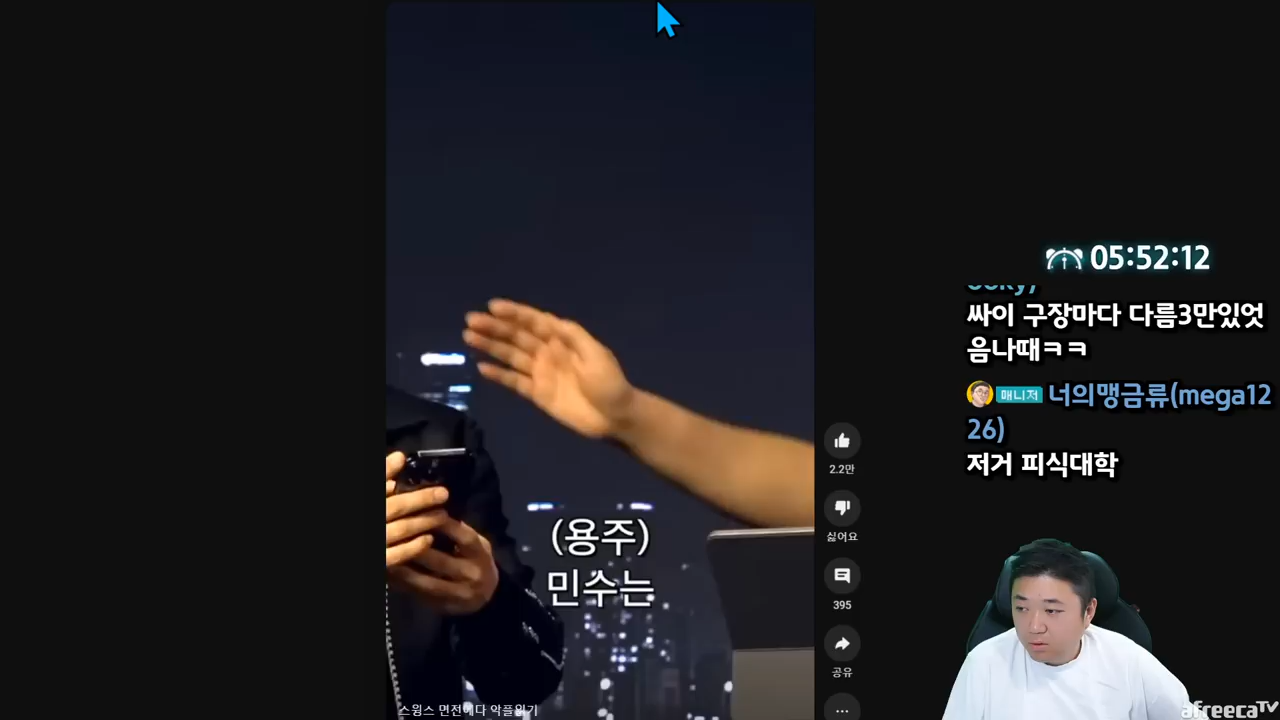 05:52:12
싸이 구장마다 다름3만있엇
음나때ㅋㅋ
매니저 너의맹금류(mega12
26)
저거 피식대학
2.2만
싫어요
(용주)
민수는
395
공유
스윙스 면전에다 악플읽기
afreecaTV